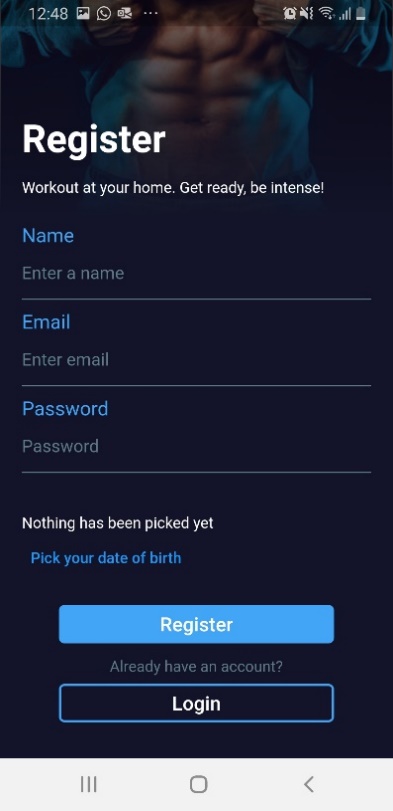 12:48
Register
Workout at your home. Get ready, be intense!
Name
Enter a name
Email
Enter email
Password
Password
Nothing has been picked yet
Pick your date of birth
Register
Already have an account?
Login